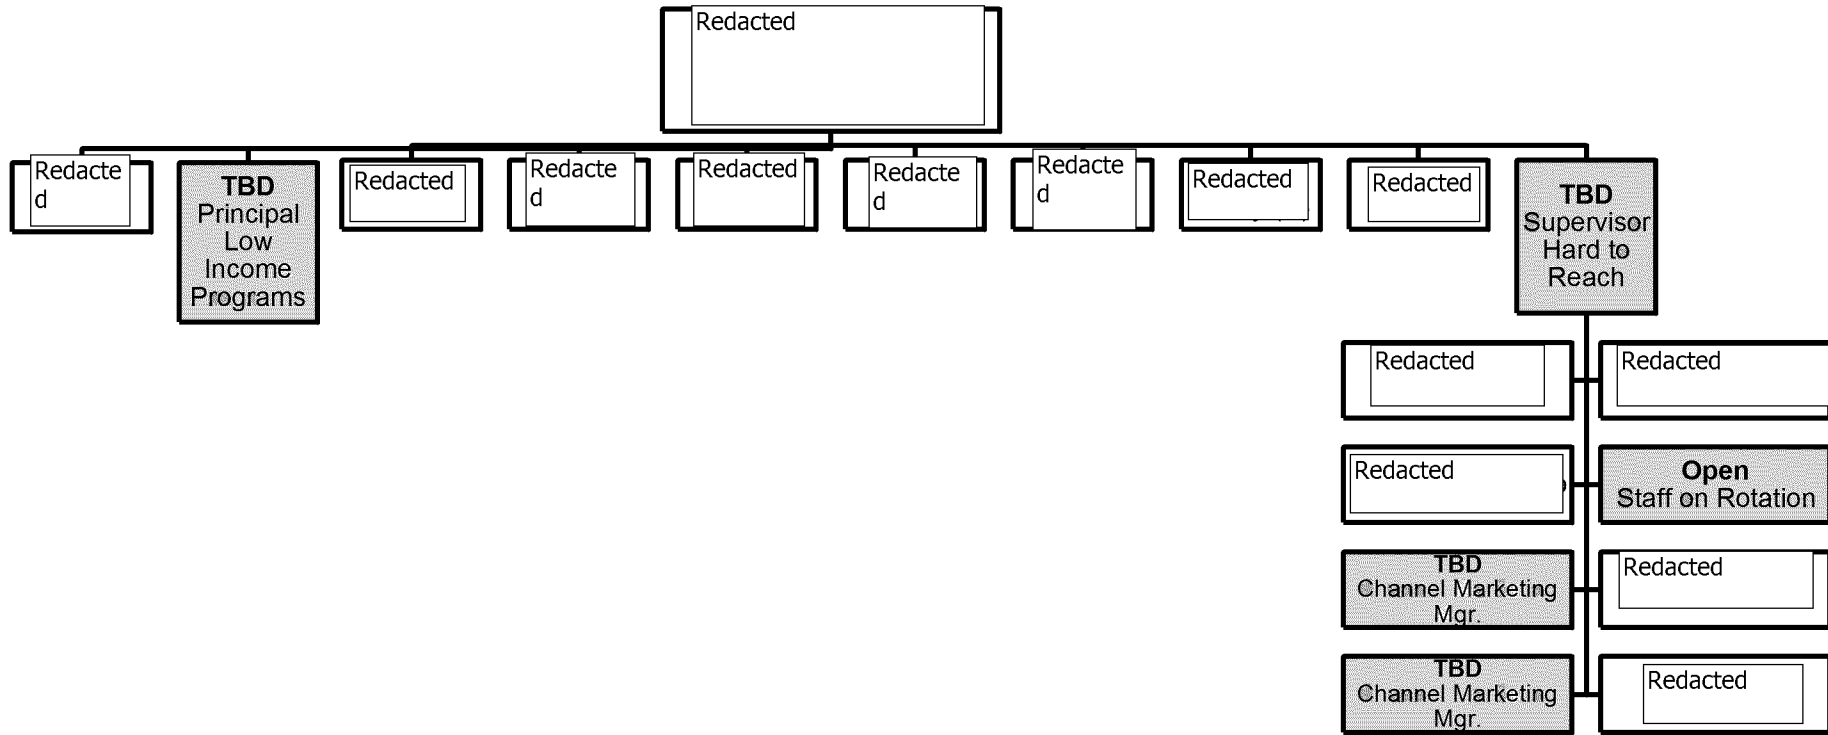 Redacted
Redacte
d
TBD
Principal
Low
Income
Programs
Redacted
Redacte
d
Redacted
Redacte
d
Redacte
d
Redacted
Redacted
TBD
Supervisor
Hard to
Reach
Redacted
Redacted
Redacted
Open
Staff on Rotation
TBD
Channel Marketing
Mgr.
Redacted
TBD
Channel Marketing
Mgr.
Redacted